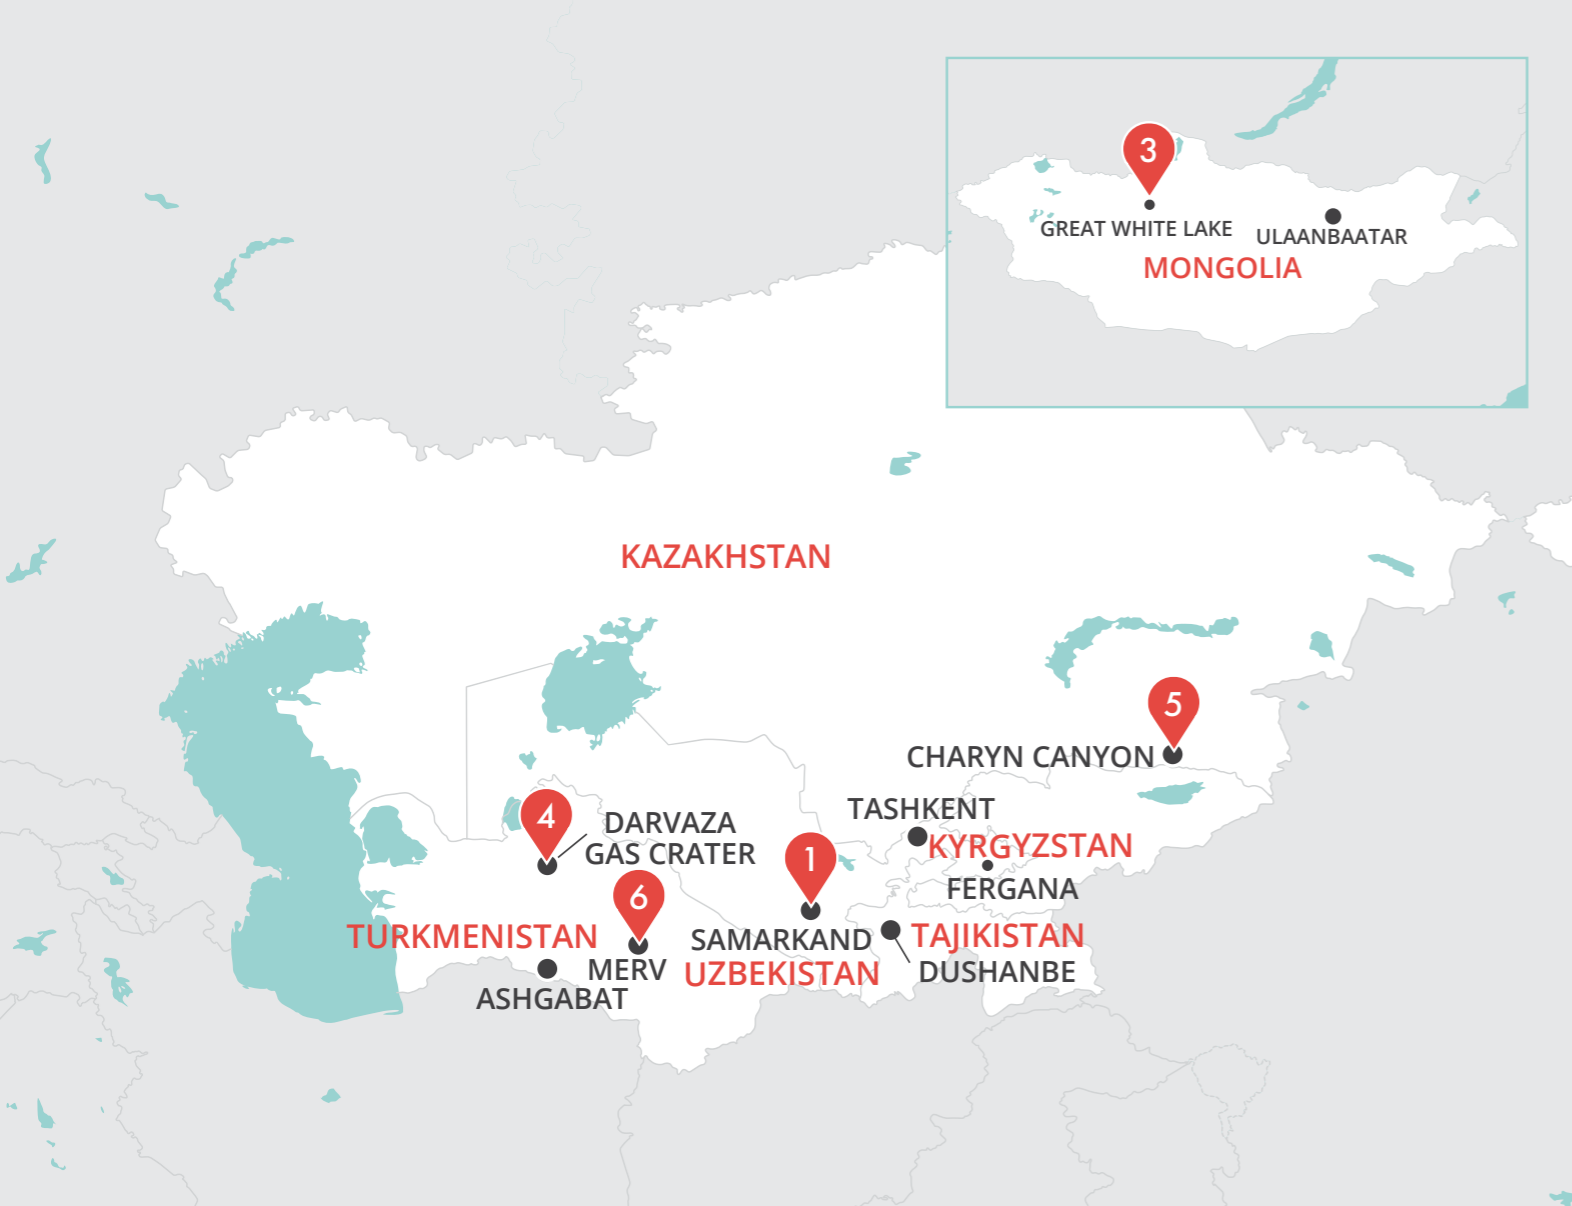 3
GREAT WHITE LAKE
ULAANBAATAR
MONGOLIA
KAZAKHSTAN
5
CHARYN CANYON
TASHKENT
4
DARVAZA
GAS CRATER
1
KYRGYZSTAN
FERGANA
6
TURKMENISTAN
MERV
ASHGABAT
SAMARKAND
UZBEKISTAN
TAJIKISTAN
DUSHANBE